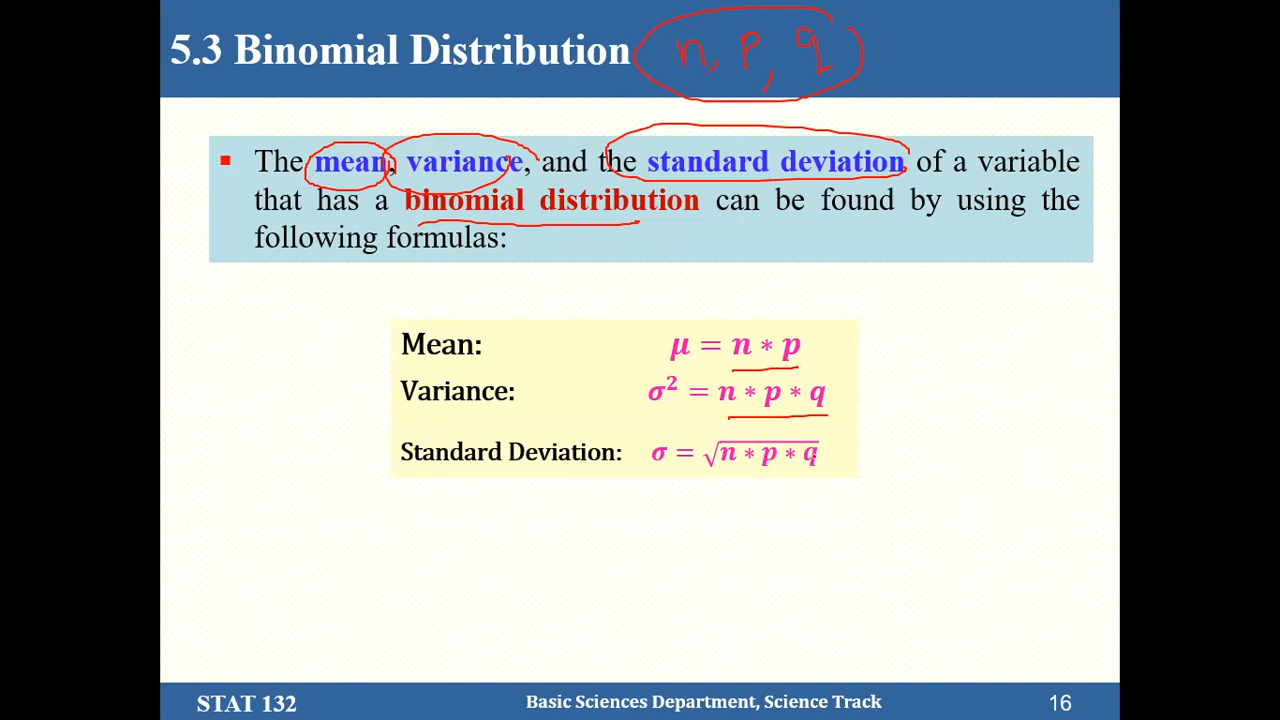 5.3 Binomial Distribution n, p, q
▪ The mean, variance, and the standard deviation of a variable
that has a binomial distribution can be found by using the
following formulas:
Mean: μ = n * p
Variance: σ² = n * p * q
Standard Deviation: σ = √n * p * q
STAT 132 Basic Sciences Department, Science Track 16